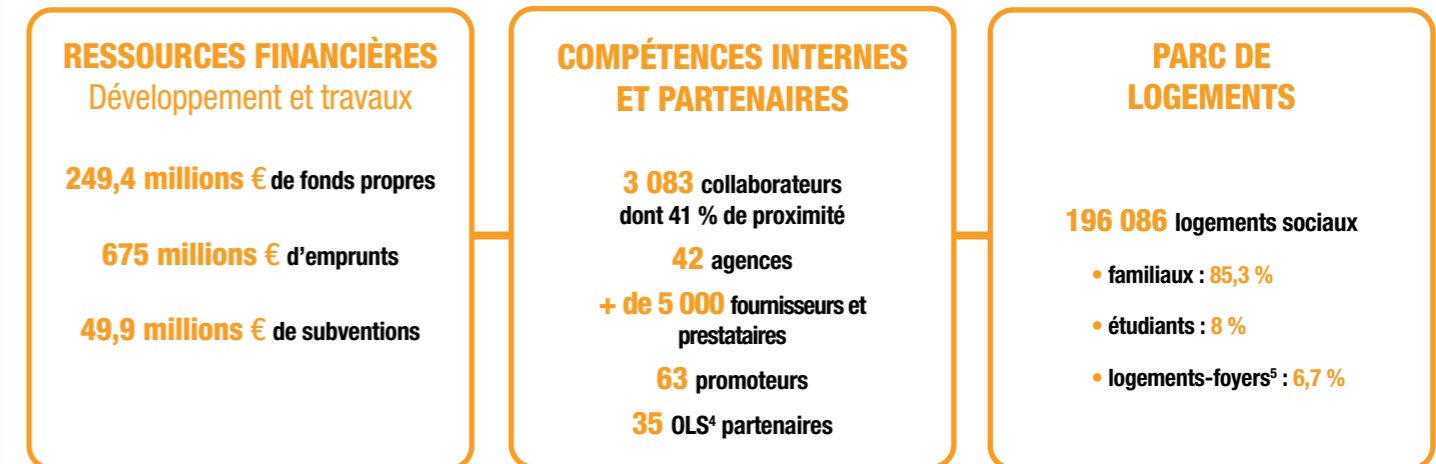 RESSOURCES FINANCIÈRES
Développement et travaux
249,4 millions € de fonds propres
675 millions € d’emprunts
49,9 millions € de subventions
COMPÉTENCES INTERNES
ET PARTENAIRES
3 083 collaborateurs
dont 41 % de proximité
42 agences
+ de 5 000 fournisseurs et
prestataires
63 promoteurs
35 OLS⁴ partenaires
PARC DE
LOGEMENTS
196 086 logements sociaux
• familiaux : 85,3 %
• étudiants : 8 %
• logements-foyers⁵ : 6,7 %